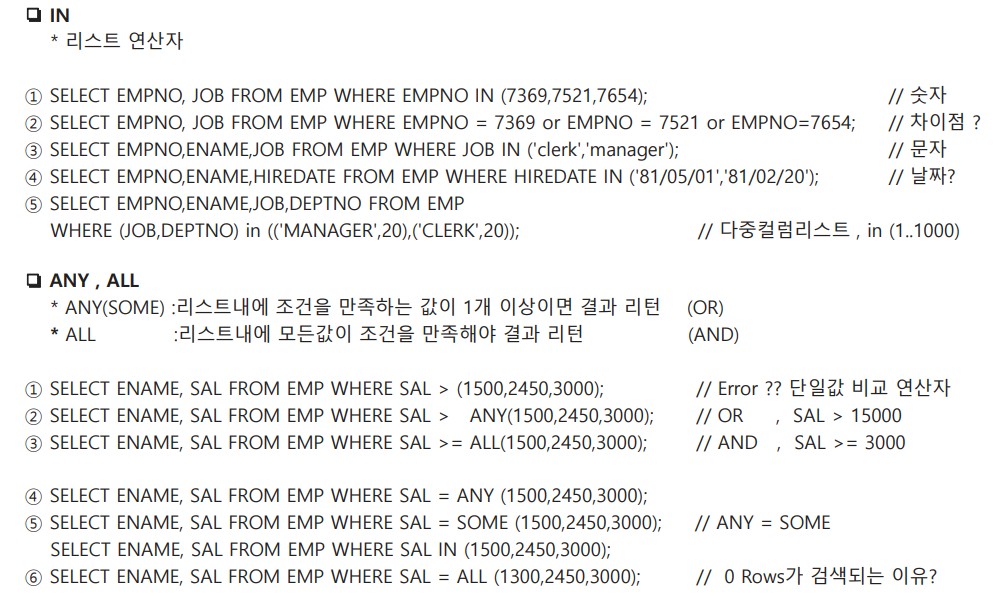 ❏ IN
* 리스트 연산자
① SELECT EMPNO, JOB FROM EMP WHERE EMPNO IN (7369,7521,7654); // 숫자
② SELECT EMPNO, JOB FROM EMP WHERE EMPNO = 7369 or EMPNO = 7521 or EMPNO=7654; // 차이점 ?
③ SELECT EMPNO,ENAME,JOB FROM EMP WHERE JOB IN ('clerk','manager'); // 문자
④ SELECT EMPNO,ENAME,HIREDATE FROM EMP WHERE HIREDATE IN ('81/05/01','81/02/20'); // 날짜?
⑤ SELECT EMPNO,ENAME,JOB,DEPTNO FROM EMP
WHERE (JOB,DEPTNO) in (('MANAGER',20),('CLERK',20)); // 다중컬럼리스트 , in (1..1000)
❏ ANY , ALL
* ANY(SOME) :리스트내에 조건을 만족하는 값이 1개 이상이면 결과 리턴 (OR)
* ALL :리스트내에 모든값이 조건을 만족해야 결과 리턴 (AND)
① SELECT ENAME, SAL FROM EMP WHERE SAL > (1500,2450,3000); // Error ?? 단일값 비교 연산자
② SELECT ENAME, SAL FROM EMP WHERE SAL > ANY(1500,2450,3000); // OR , SAL > 15000
③ SELECT ENAME, SAL FROM EMP WHERE SAL >= ALL(1500,2450,3000); // AND , SAL >= 3000
④ SELECT ENAME, SAL FROM EMP WHERE SAL = ANY (1500,2450,3000);
⑤ SELECT ENAME, SAL FROM EMP WHERE SAL = SOME (1500,2450,3000); // ANY = SOME
SELECT ENAME, SAL FROM EMP WHERE SAL IN (1500,2450,3000);
⑥ SELECT ENAME, SAL FROM EMP WHERE SAL = ALL (1300,2450,3000); // 0 Rows가 검색되는 이유?